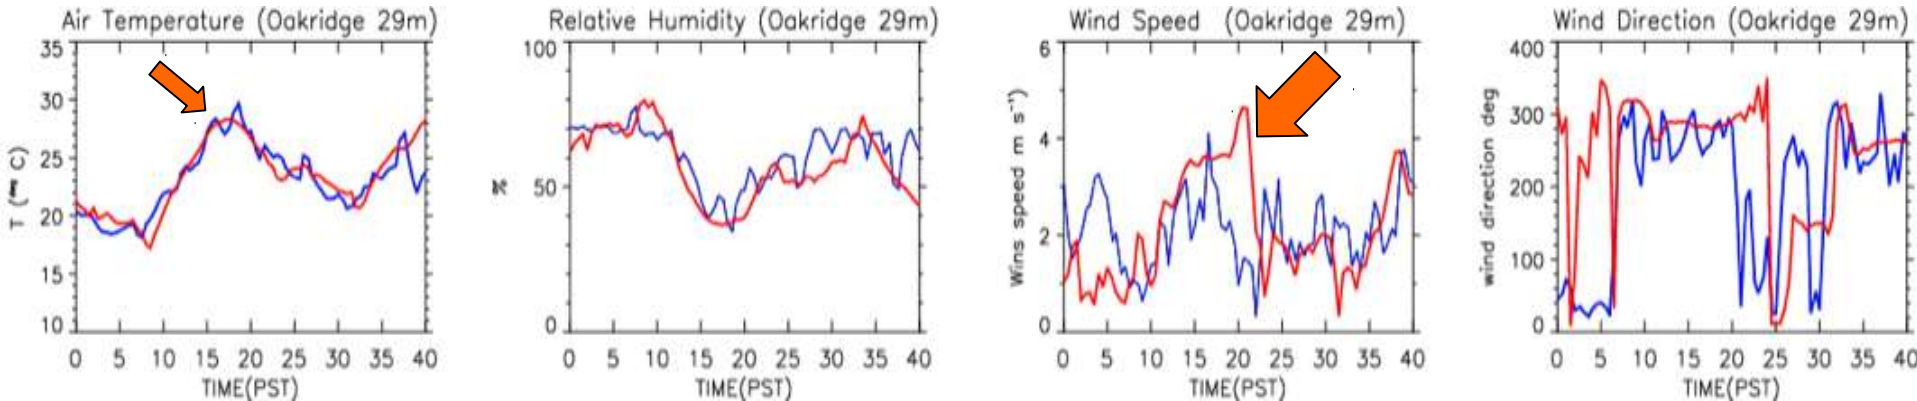 Air Temperature (Oakridge 29m)
35
30
25
20
15
10
T ( C)
0 5 10 15 20 25 30 35 40
TIME(PST)
Relative Humidity (Oakridge 29m)
100
50
0
%
0 5 10 15 20 25 30 35 40
TIME(PST)
Wind Speed (Oakridge 29m)
6
4
2
0
Wins speed m s⁻¹)
0 5 10 15 20 25 30 35 40
TIME(PST)
Wind Direction (Oakridge 29m)
400
300
200
100
0
wind direction deg
0 5 10 15 20 25 30 35 40
TIME(PST)